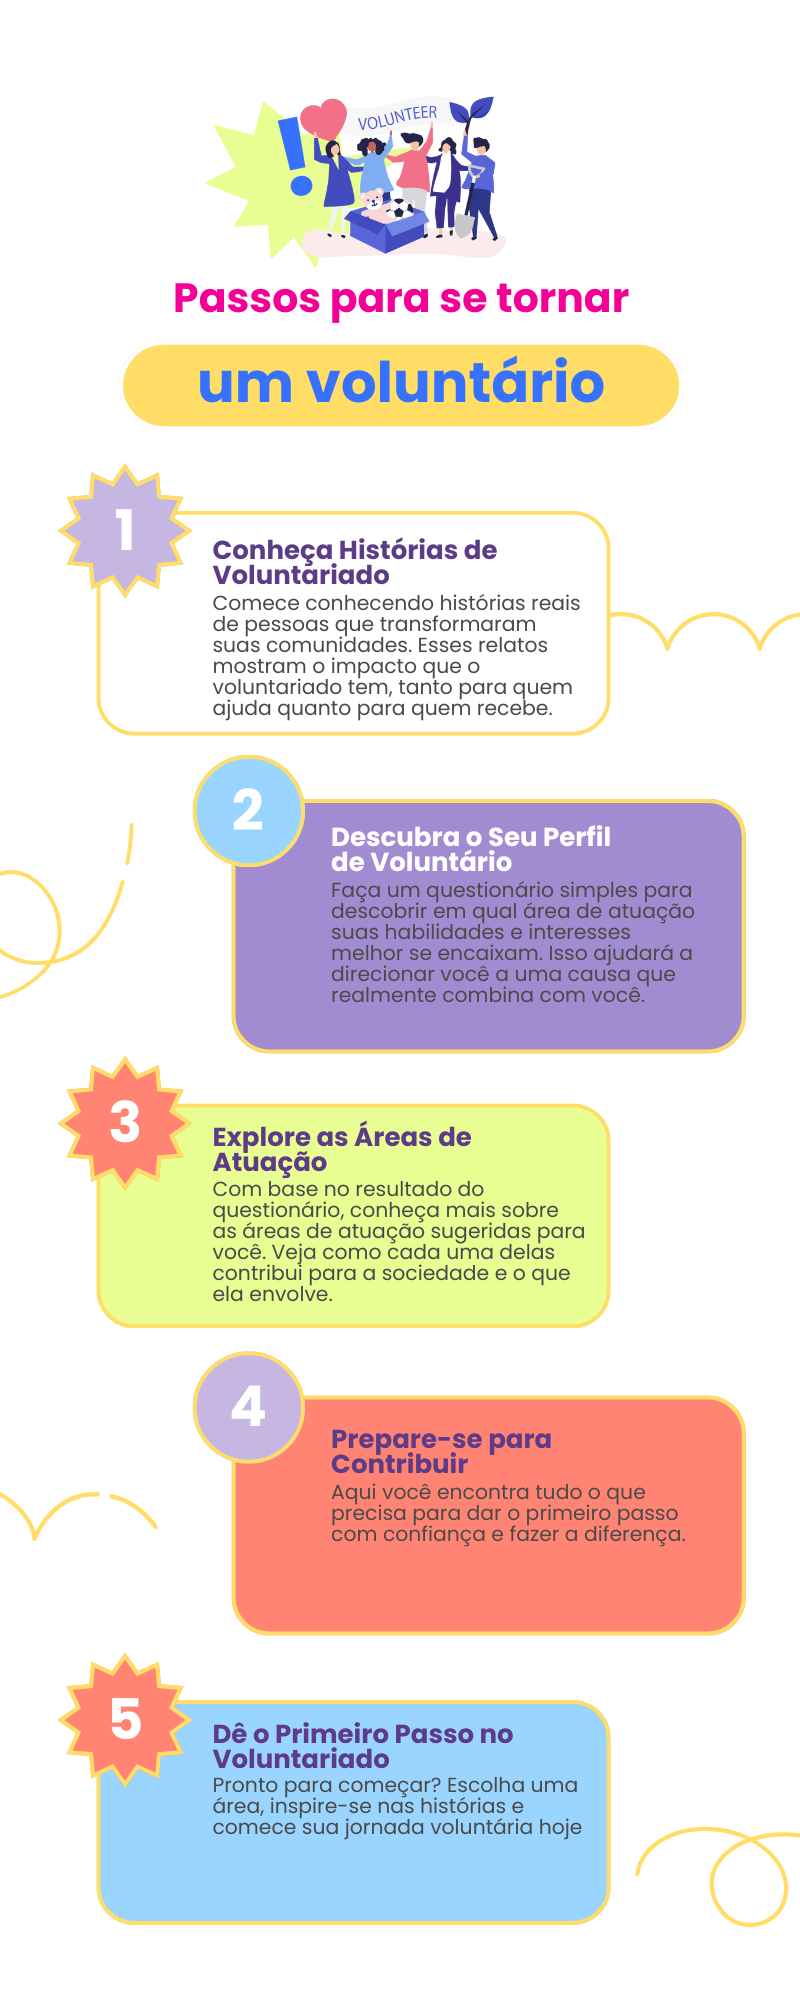 VOLUNTEER
Passos para se tornar
um voluntário
1
Conheça Histórias de
Voluntariado
Comece conhecendo histórias reais
de pessoas que transformaram
suas comunidades. Esses relatos
mostram o impacto que o
voluntariado tem, tanto para quem
ajuda quanto para quem recebe.
2
Descubra o Seu Perfil
de Voluntário
Faça um questionário simples para
descobrir em qual área de atuação
suas habilidades e interesses
melhor se encaixam. Isso ajudará a
direcionar você a uma causa que
realmente combina com você.
3
Explore as Áreas de
Atuação
Com base no resultado do
questionário, conheça mais sobre
as áreas de atuação sugeridas para
você. Veja como cada uma delas
contribui para a sociedade e o que
ela envolve.
4
Prepare-se para
Contribuir
Aqui você encontra tudo o que
precisa para dar o primeiro passo
com confiança e fazer a diferença.
5
Dê o Primeiro Passo no
Voluntariado
Pronto para começar? Escolha uma
área, inspire-se nas histórias e
comece sua jornada voluntária hoje